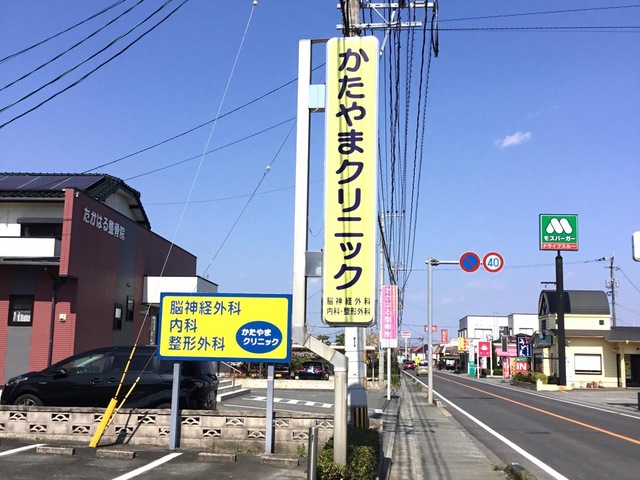 かたやまクリニック
脳神経外科
内科・整形外科
脳神経外科
内科
整形外科
かたやま
クリニック
たかはる整骨院
モスバーガー
ドライブスルー
40